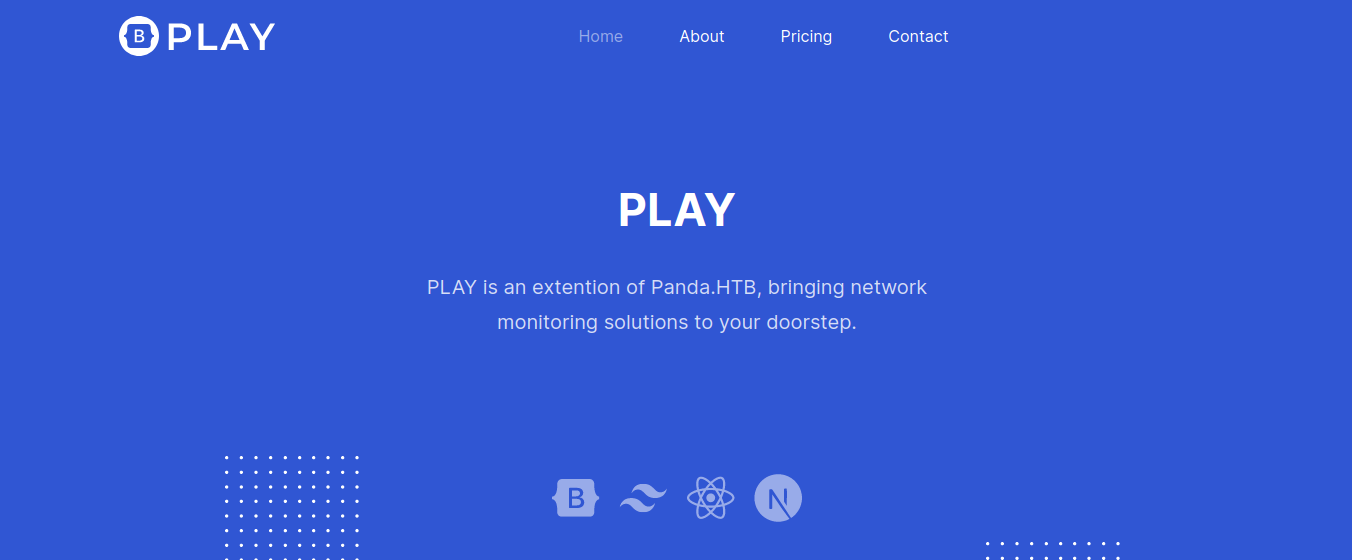 B PLAY
Home About Pricing Contact
PLAY
PLAY is an extention of Panda.HTB, bringing network
monitoring solutions to your doorstep.
B N